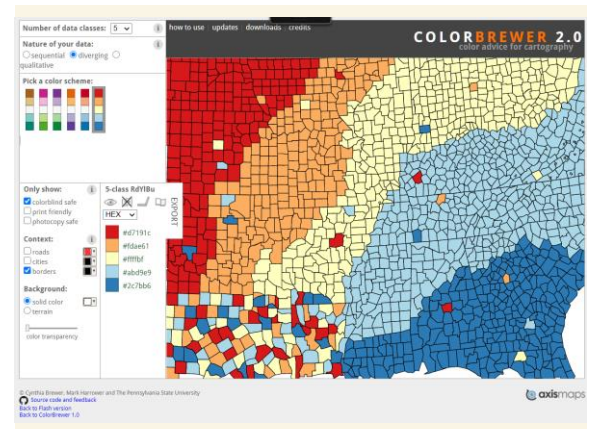 Number of data classes: 5
how to use | updates | downloads | credits
COLORBREWER 2.0
color advice for cartography
Nature of your data:
sequential diverging
qualitative
Pick a color scheme:
Only show:
colorblind safe
print friendly
photocopy safe
Context:
roads
cities
borders
Background:
solid color
terrain
color transparency
5-class RdYlBu
EXPORT
HEX
#d7191c
#fdae61
#ffffbf
#abd9e9
#2c7bb6
© Cynthia Brewer, Mark Harrower and The Pennsylvania State University
Source code and feedback
Back to Flash version
Back to ColorBrewer 1.0
axismaps